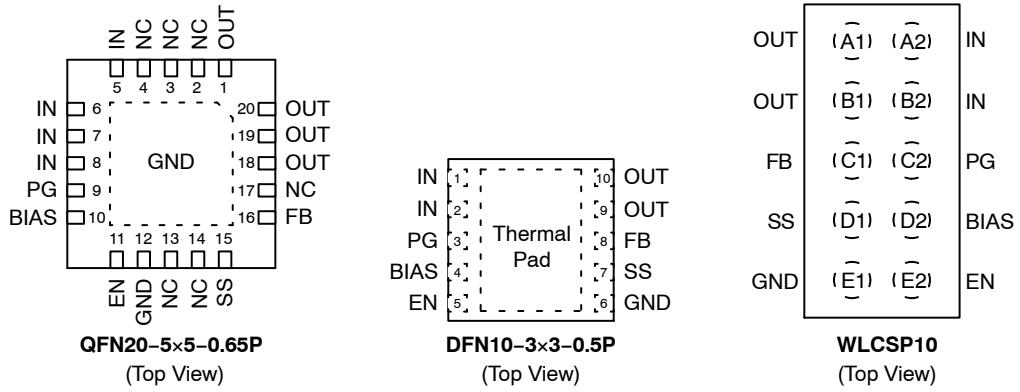 IN NC NC NC OUT
5 4 3 2 1
IN 6 20 OUT
IN 7 19 OUT
IN 8 GND 18 OUT
PG 9 17 NC
BIAS 10 16 FB
11 12 13 14 15
EN GND NC NC SS
QFN20−5×5−0.65P
(Top View)
IN 1 10 OUT
IN 2 9 OUT
PG 3 Thermal 8 FB
BIAS 4 Pad 7 SS
EN 5 6 GND
DFN10−3×3−0.5P
(Top View)
OUT A1 A2 IN
OUT B1 B2 IN
FB C1 C2 PG
SS D1 D2 BIAS
GND E1 E2 EN
WLCSP10
(Top View)